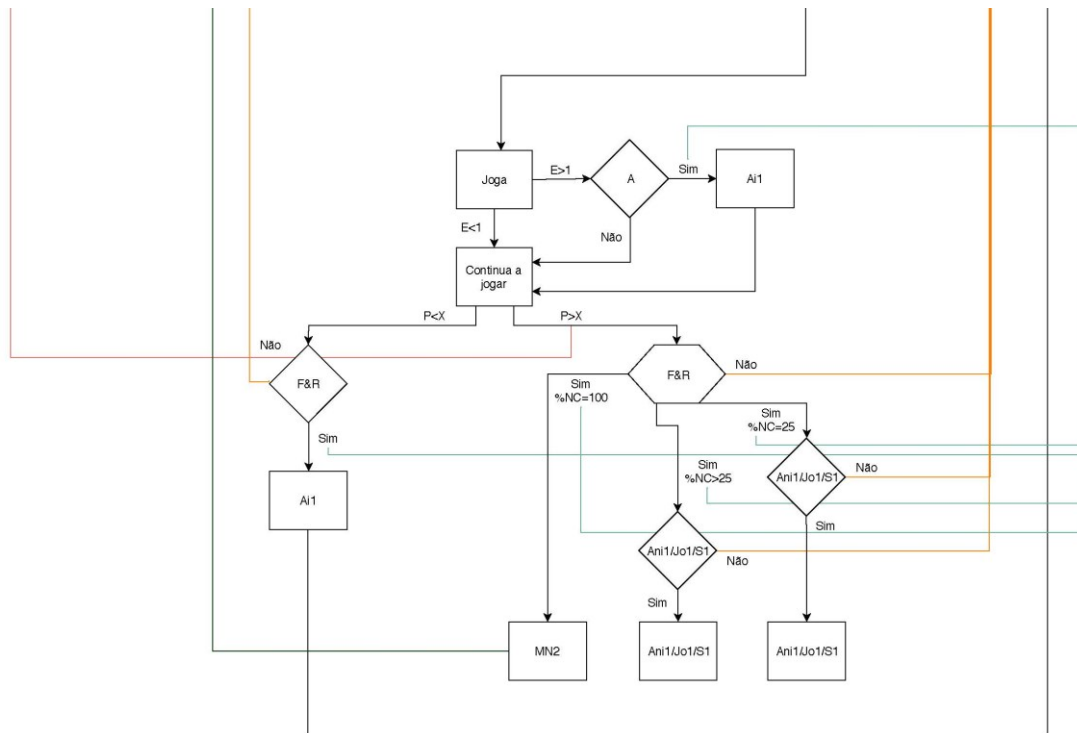 Joga
E>1
A
Sim
Ai1
E<1
Não
Continua a
jogar
P<X
P>X
Não
F&R
F&R
Não
Sim
%NC=100
Sim
%NC=25
Sim
Sim
%NC>25
Ani1/Jo1/S1
Não
Ai1
Sim
Ani1/Jo1/S1
Não
Sim
MN2
Ani1/Jo1/S1
Ani1/Jo1/S1